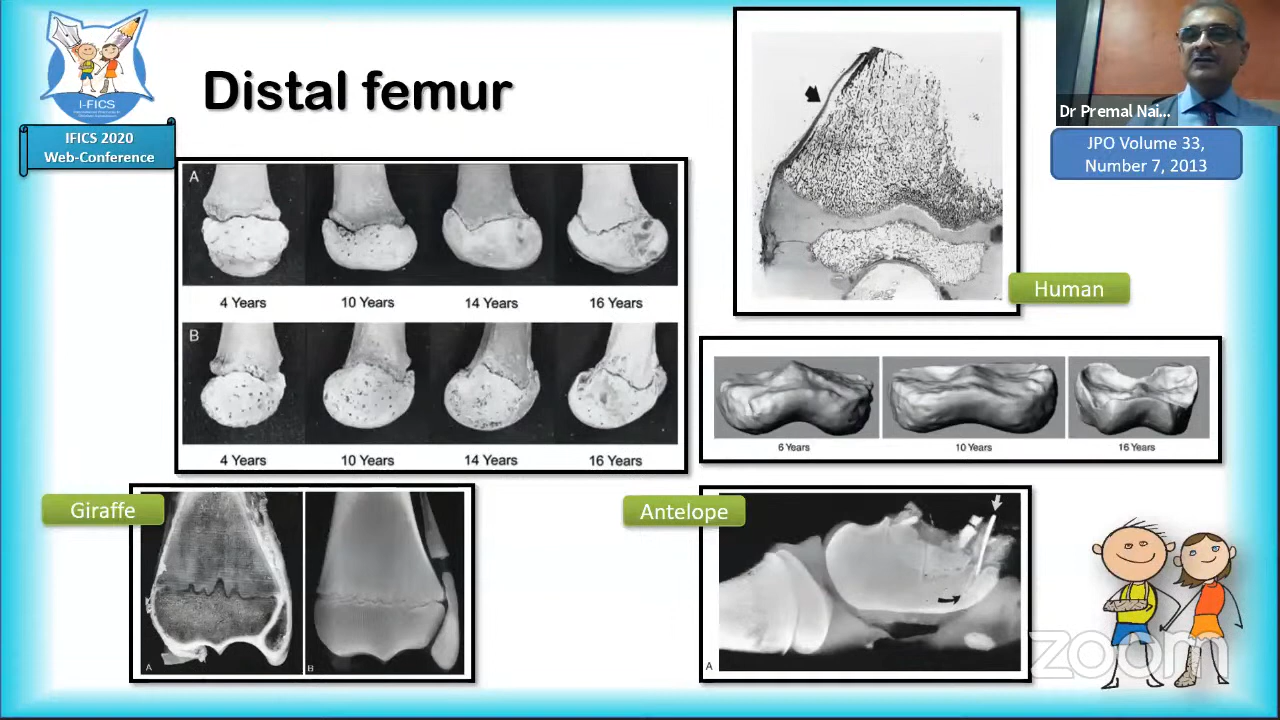 I-FICS
IFICS 2020
Web-Conference
Distal femur
Dr Premal Nai...
JPO Volume 33,
Number 7, 2013
A
4 Years
10 Years
14 Years
16 Years
B
4 Years
10 Years
14 Years
16 Years
Human
6 Years
10 Years
16 Years
Giraffe
A
B
Antelope
A
zoom